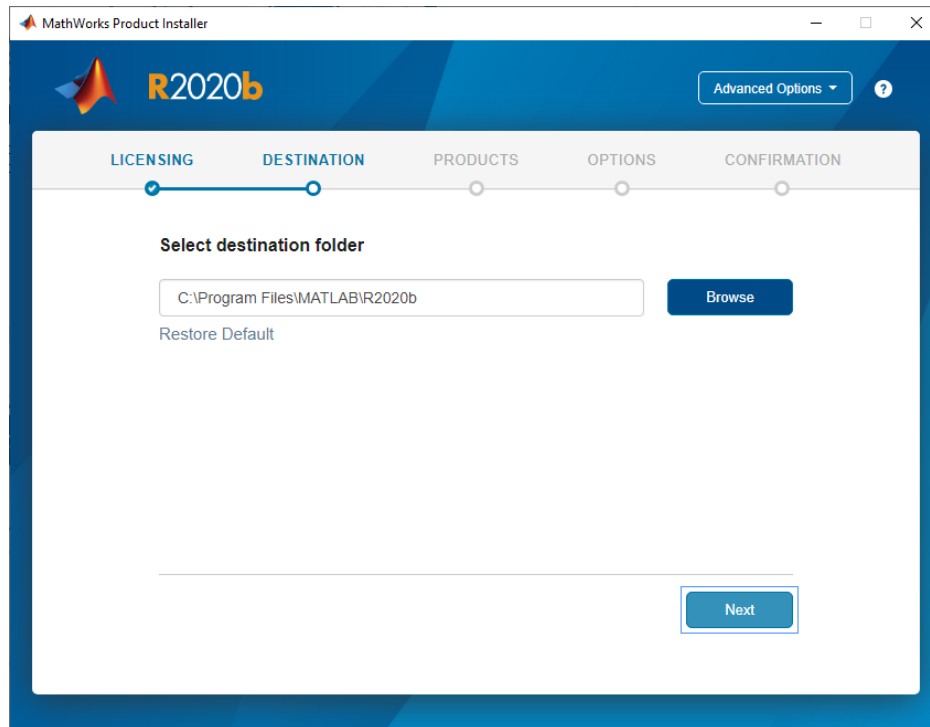 MathWorks Product Installer
R2020b
Advanced Options
?
LICENSING DESTINATION PRODUCTS OPTIONS CONFIRMATION
Select destination folder
C:\Program Files\MATLAB\R2020b
Browse
Restore Default
Next